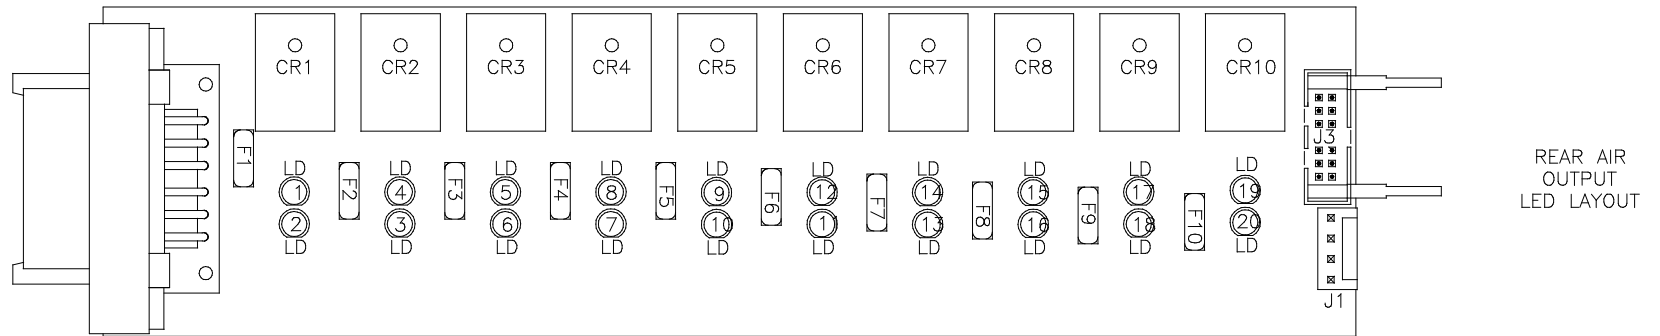 CR1 CR2 CR3 CR4 CR5 CR6 CR7 CR8 CR9 CR10
J3
F1 F2 F3 F4 F5 F6 F7 F8 F9 F10
LD LD LD LD LD LD LD LD LD LD
1 4 5 8 9 12 14 15 17 19
2 3 6 7 10 11 13 16 18 20
LD LD LD LD LD LD LD LD LD
J1
REAR AIR
OUTPUT
LED LAYOUT